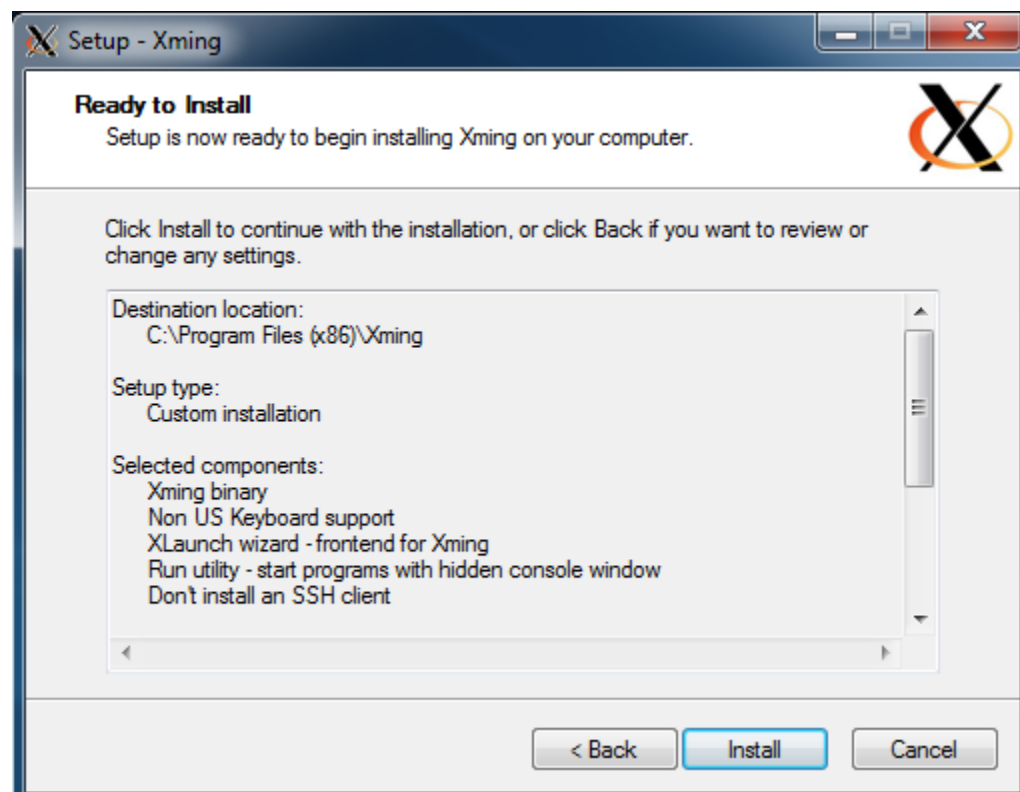 Setup - Xming
Ready to Install
Setup is now ready to begin installing Xming on your computer.
Click Install to continue with the installation, or click Back if you want to review or
change any settings.
Destination location:
C:\Program Files (x86)\Xming
Setup type:
Custom installation
Selected components:
Xming binary
Non US Keyboard support
XLaunch wizard - frontend for Xming
Run utility - start programs with hidden console window
Don't install an SSH client
< Back
Install
Cancel